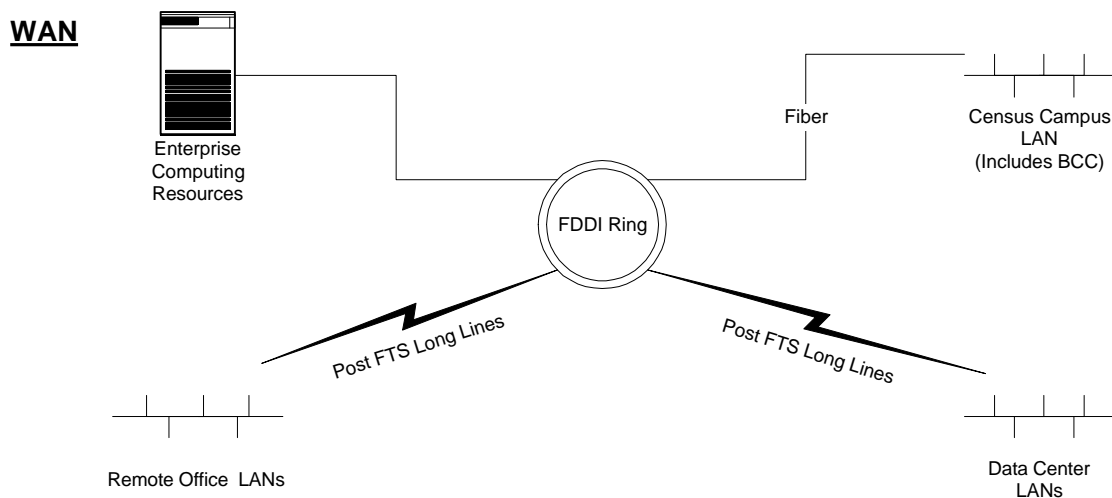 WAN
Enterprise
Computing
Resources
Fiber
Census Campus
LAN
(Includes BCC)
FDDI Ring
Post FTS Long Lines
Post FTS Long Lines
Remote Office LANs
Data Center
LANs